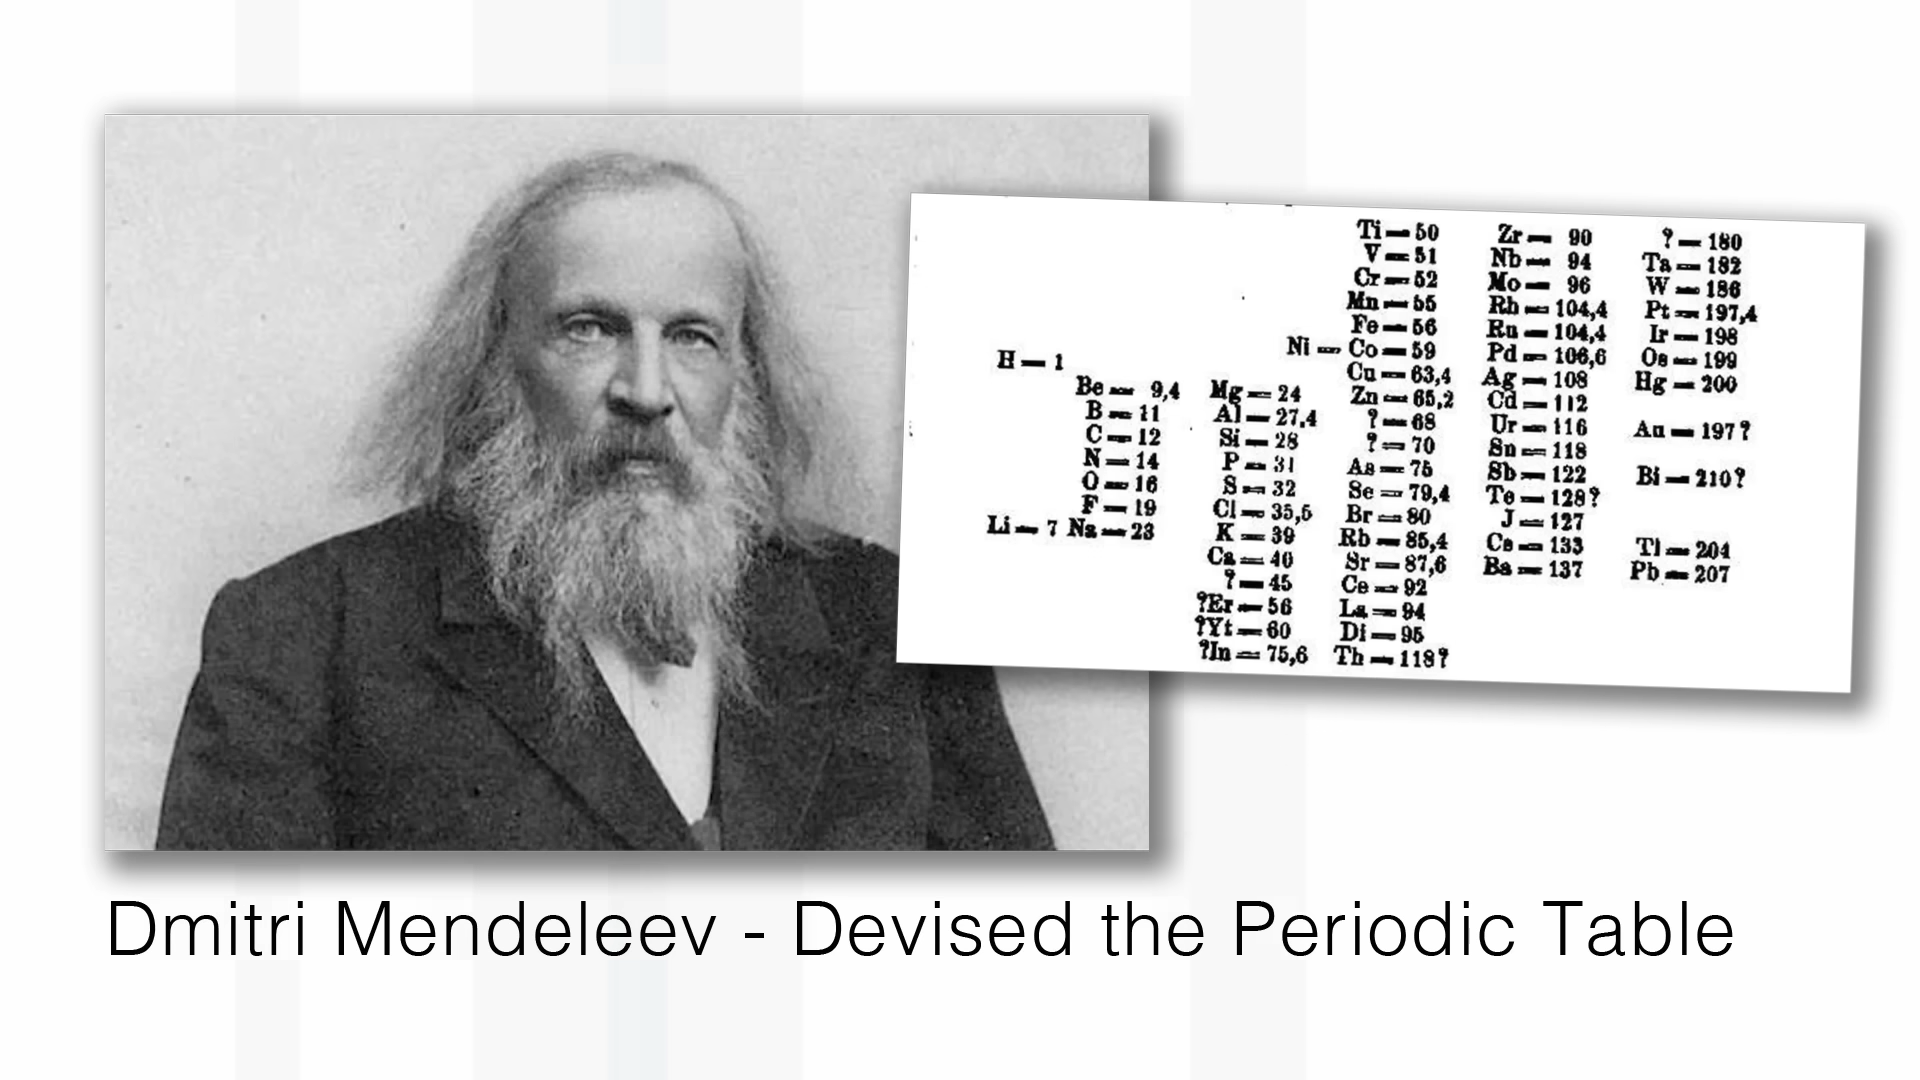 Ti — 50 Zr — 90 ? — 180
V — 51 Nb — 94 Ta — 182
Cr — 52 Mo — 96 W — 186
Mn — 55 Rh — 104,4 Pt — 197,4
Fe — 56 Ru — 104,4 Ir — 198
Ni — Co — 59 Pd — 106,6 Os — 199
H — 1 Cu — 63,4 Ag — 108 Hg — 200
Be — 9,4 Mg — 24 Zn — 65,2 Cd — 112
B — 11 Al — 27,4 ? — 68 Ur — 116 Au — 197?
C — 12 Si — 28 ? — 70 Sn — 118
N — 14 P — 31 As — 75 Sb — 122 Bi — 210?
O — 16 S — 32 Se — 79,4 Te — 128?
F — 19 Cl — 35,5 Br — 80 J — 127
Li — 7 Na — 23 K — 39 Rb — 85,4 Cs — 133 Tl — 204
Ca — 40 Sr — 87,6 Ba — 137 Pb — 207
? — 45 Ce — 92
?Er — 56 La — 94
?Yt — 60 Di — 95
?In — 75,6 Th — 118?
Dmitri Mendeleev - Devised the Periodic Table